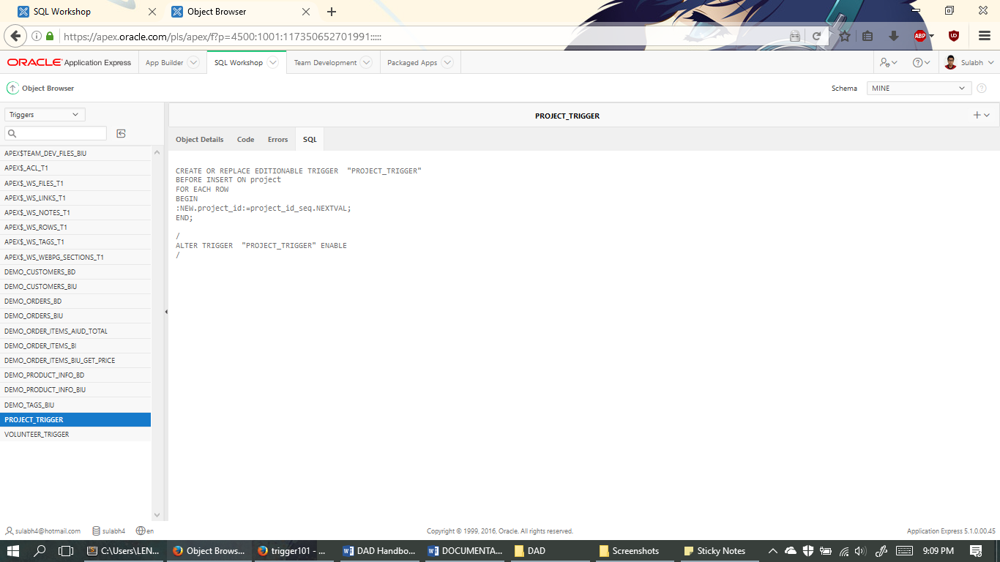 SQL Workshop
Object Browser
https://apex.oracle.com/pls/apex/f?p=4500:1001:117350652701991:::::
ABP
ORACLE Application Express
App Builder
SQL Workshop
Team Development
Packaged Apps
Sulabh
Object Browser
Schema
MINE
Triggers
PROJECT_TRIGGER
Object Details
Code
Errors
SQL
APEX$TEAM_DEV_FILES_BIU
APEX$_ACL_T1
APEX$_WS_FILES_T1
APEX$_WS_LINKS_T1
APEX$_WS_NOTES_T1
APEX$_WS_ROWS_T1
APEX$_WS_TAGS_T1
APEX$_WS_WEBPG_SECTIONS_T1
DEMO_CUSTOMERS_BD
DEMO_CUSTOMERS_BIU
DEMO_ORDERS_BD
DEMO_ORDERS_BIU
DEMO_ORDER_ITEMS_AIUD_TOTAL
DEMO_ORDER_ITEMS_BI
DEMO_ORDER_ITEMS_BIU_GET_PRICE
DEMO_PRODUCT_INFO_BD
DEMO_PRODUCT_INFO_BIU
DEMO_TAGS_BIU
PROJECT_TRIGGER
VOLUNTEER_TRIGGER
CREATE OR REPLACE EDITIONABLE TRIGGER "PROJECT_TRIGGER"
BEFORE INSERT ON project
FOR EACH ROW
BEGIN
:NEW.project_id:=project_id_seq.NEXTVAL;
END;
/
ALTER TRIGGER "PROJECT_TRIGGER" ENABLE
/
sulabh4@hotmail.com
sulabh4
en
Copyright © 1999, 2016, Oracle. All rights reserved.
Application Express 5.1.0.00.45
C:\Users\LEN...
Object Brows...
trigger101 - ...
DAD Handbo...
DOCUMENTA...
DAD
Screenshots
Sticky Notes
9:09 PM